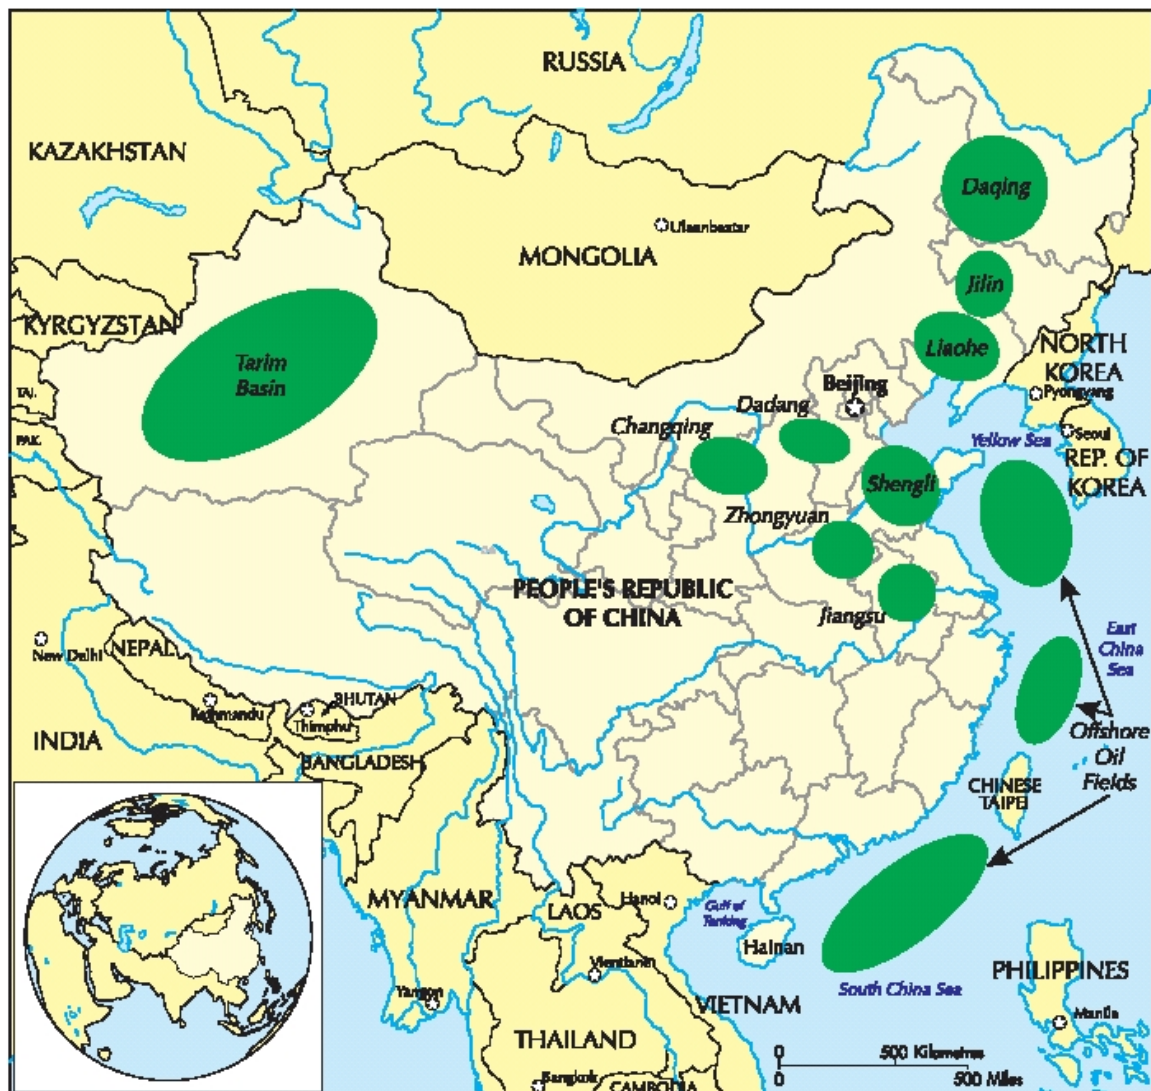 RUSSIA
KAZAKHSTAN
Daqing
Ulaanbaatar
MONGOLIA
Jilin
KYRGYZSTAN
Liaohe
NORTH
KOREA
Tarim
Basin
Beijing
TAJ.
Pyongyang
Dadang
Changqing
Yellow Sea
Seoul
PAK.
REP. OF
KOREA
Shengli
Zhongyuan
PEOPLE'S REPUBLIC
OF CHINA
Jiangsu
East
China
Sea
New Delhi
NEPAL
BHUTAN
Kathmandu
Thimphu
Offshore
Oil
Fields
INDIA
BANGLADESH
CHINESE
TAIPEI
MYANMAR
LAOS
Hanoi
Gulf of
Tonking
Hainan
Vientiane
PHILIPPINES
South China Sea
Yangon
VIETNAM
Manila
THAILAND
0 500 Kilometres
0 500 Miles
Bangkok
CAMBODIA